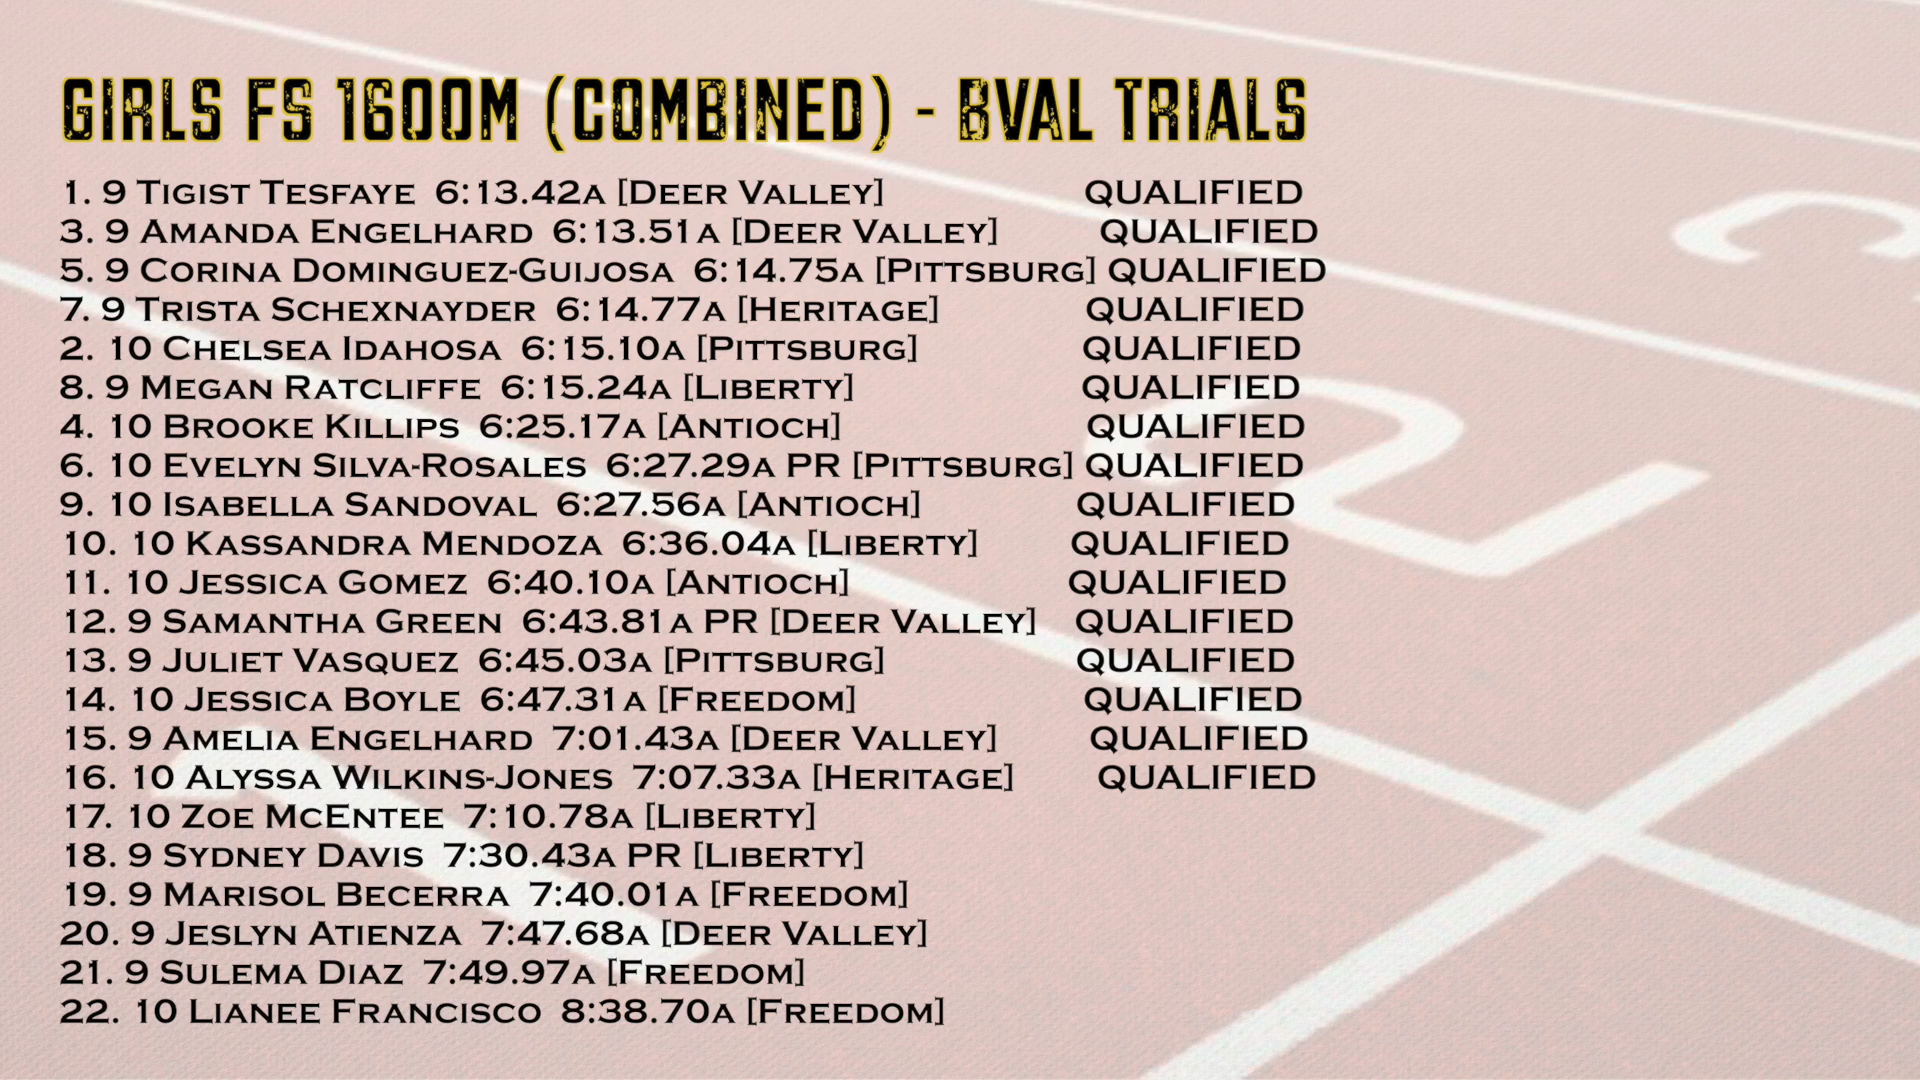 GIRLS FS 1600M (COMBINED) - BVAL TRIALS
1. 9 Tigist Tesfaye 6:13.42a [Deer Valley] QUALIFIED
3. 9 Amanda Engelhard 6:13.51a [Deer Valley] QUALIFIED
5. 9 Corina Dominguez-Guijosa 6:14.75a [Pittsburg] QUALIFIED
7. 9 Trista Schexnayder 6:14.77a [Heritage] QUALIFIED
2. 10 Chelsea Idahosa 6:15.10a [Pittsburg] QUALIFIED
8. 9 Megan Ratcliffe 6:15.24a [Liberty] QUALIFIED
4. 10 Brooke Killips 6:25.17a [Antioch] QUALIFIED
6. 10 Evelyn Silva-Rosales 6:27.29a PR [Pittsburg] QUALIFIED
9. 10 Isabella Sandoval 6:27.56a [Antioch] QUALIFIED
10. 10 Kassandra Mendoza 6:36.04a [Liberty] QUALIFIED
11. 10 Jessica Gomez 6:40.10a [Antioch] QUALIFIED
12. 9 Samantha Green 6:43.81a PR [Deer Valley] QUALIFIED
13. 9 Juliet Vasquez 6:45.03a [Pittsburg] QUALIFIED
14. 10 Jessica Boyle 6:47.31a [Freedom] QUALIFIED
15. 9 Amelia Engelhard 7:01.43a [Deer Valley] QUALIFIED
16. 10 Alyssa Wilkins-Jones 7:07.33a [Heritage] QUALIFIED
17. 10 Zoe McEntee 7:10.78a [Liberty]
18. 9 Sydney Davis 7:30.43a PR [Liberty]
19. 9 Marisol Becerra 7:40.01a [Freedom]
20. 9 Jeslyn Atienza 7:47.68a [Deer Valley]
21. 9 Sulema Diaz 7:49.97a [Freedom]
22. 10 Lianee Francisco 8:38.70a [Freedom]